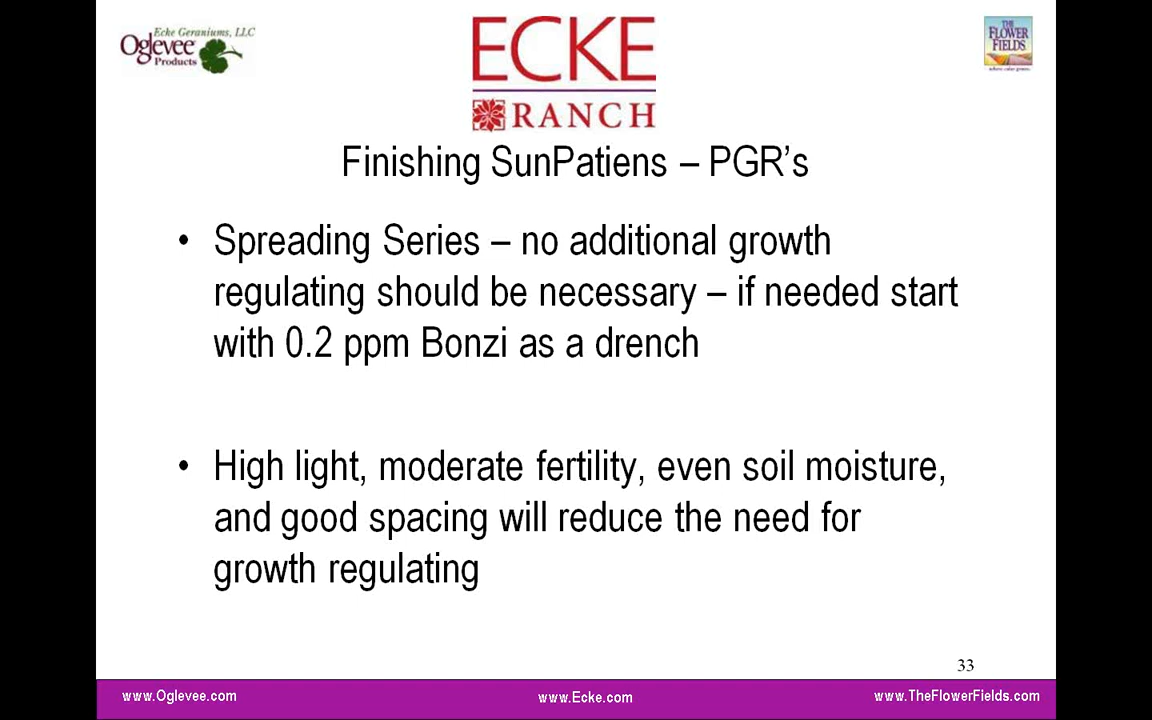 Ecke Geraniums, LLC
Oglevee
Products
ECKE
RANCH
THE
FLOWER
FIELDS
Finishing SunPatiens – PGR's
• Spreading Series – no additional growth
regulating should be necessary – if needed start
with 0.2 ppm Bonzi as a drench
• High light, moderate fertility, even soil moisture,
and good spacing will reduce the need for
growth regulating
33
www.Oglevee.com
www.Ecke.com
www.TheFlowerFields.com